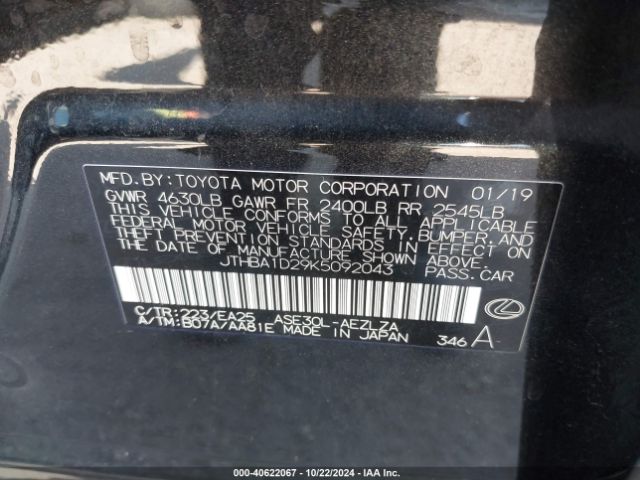 MFD.BY:TOYOTA MOTOR CORPORATION 01/19
GVWR 4630LB GAWR FR 2400LB RR 2545LB
THIS VEHICLE CONFORMS TO ALL APPLICABLE
FEDERAL MOTOR VEHICLE SAFETY, BUMPER, AND
THEFT PREVENTION STANDARDS IN EFFECT ON
THE DATE OF MANUFACTURE SHOWN ABOVE
JTHBA1D29K5092043 PASS.CAR
C/TR:223/EA25 ASE30L-AEZLZA
A/TM:B07A/AA81E MADE IN JAPAN 346 A
000-40622067 - 10/22/2024 - IAA Inc.